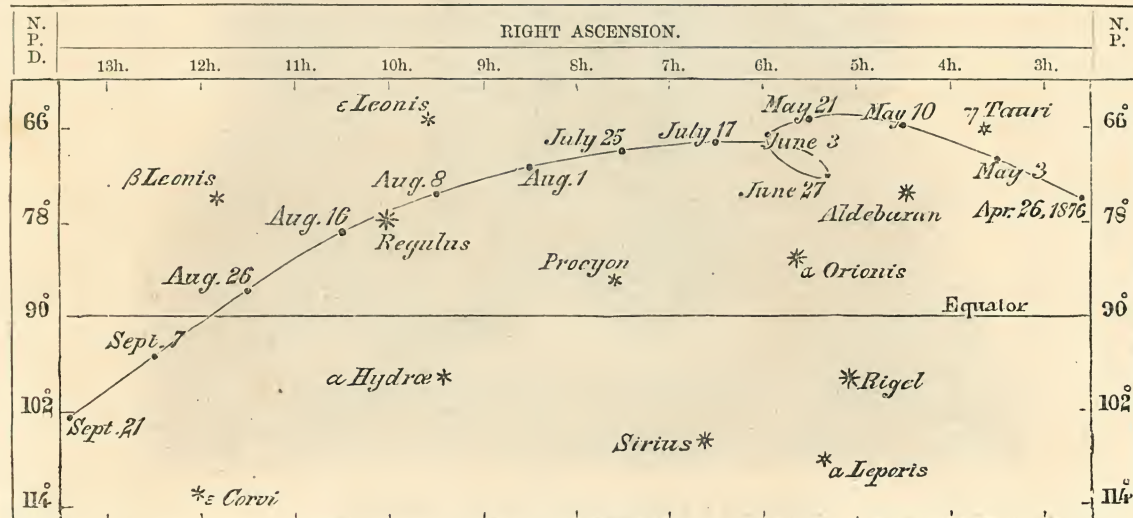 N. P. D.
RIGHT ASCENSION.
N. P.
13h. 12h. 11h. 10h. 9h. 8h. 7h. 6h. 5h. 4h. 3h.
ε Leonis
66°
July 25
July 17
May 21
May 10
η Tauri
66°
June 3
β Leonis
Aug. 8
Aug. 1
June 27
May 3
78°
Aug. 16
Regulus
Aldebaran
Apr. 26, 1876
78°
Aug. 26
Procyon
α Orionis
90°
Equator
90°
Sept. 7
α Hydræ
Rigel
102°
Sept. 21
102°
Sirius
α Leporis
114°
ε Corvi
114°